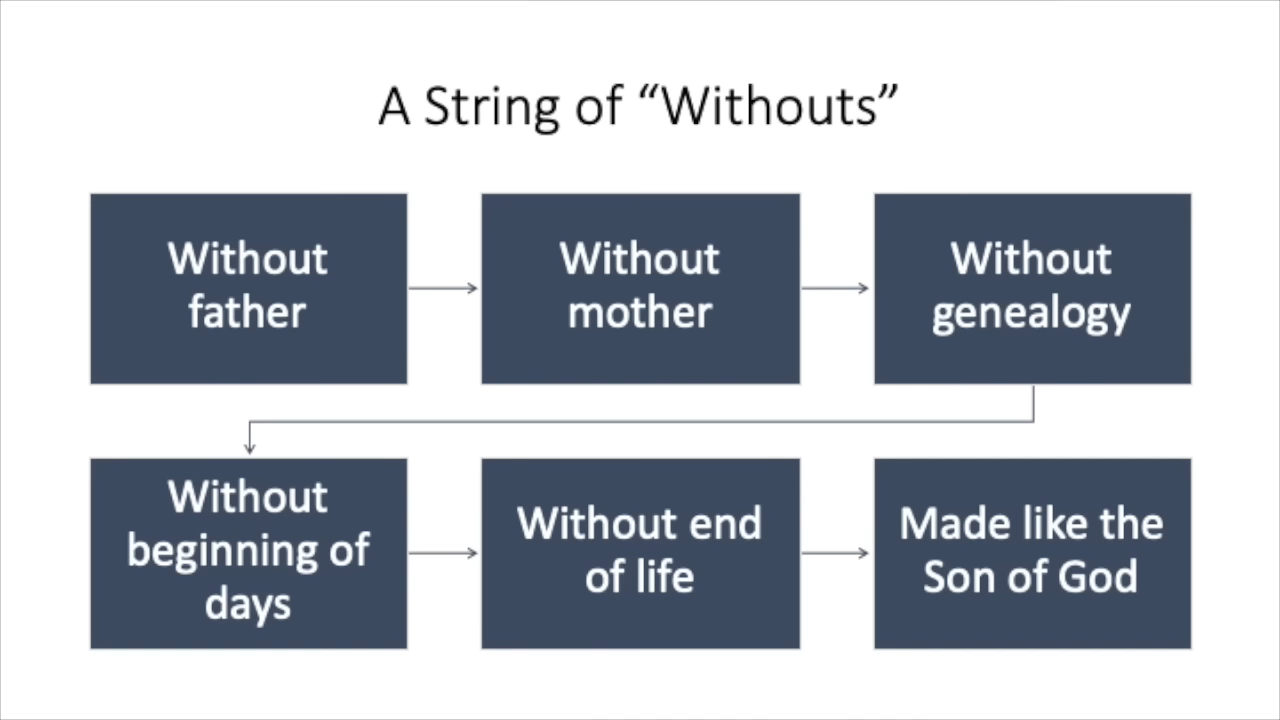 A String of “Withouts”
Without
father
Without
mother
Without
genealogy
Without
beginning of
days
Without end
of life
Made like the
Son of God